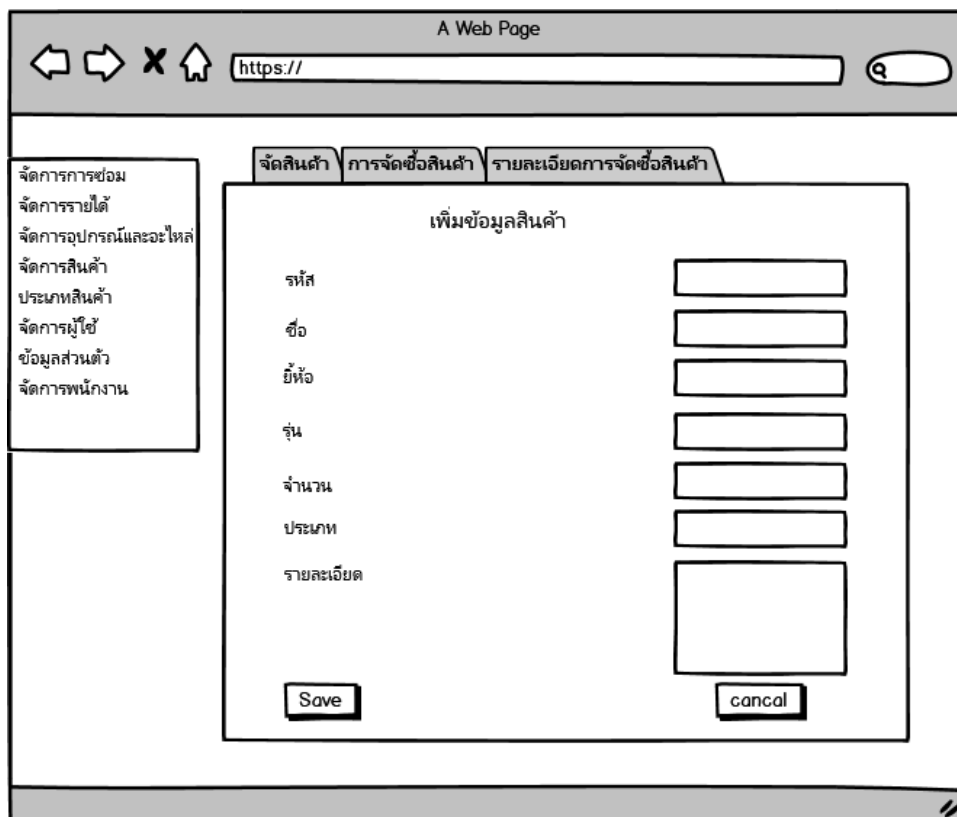 A Web Page
https://
จัดการการซ่อม
จัดการรายได้
จัดการอุปกรณ์และอะไหล่
จัดการสินค้า
ประเภทสินค้า
จัดการผู้ใช้
ข้อมูลส่วนตัว
จัดการพนักงาน
จัดสินค้า การจัดซื้อสินค้า รายละเอียดการจัดซื้อสินค้า
เพิ่มข้อมูลสินค้า
รหัส
ชื่อ
ยี้ห้อ
รุ่น
จำนวน
ประเภท
รายละเอียด
Save cancal